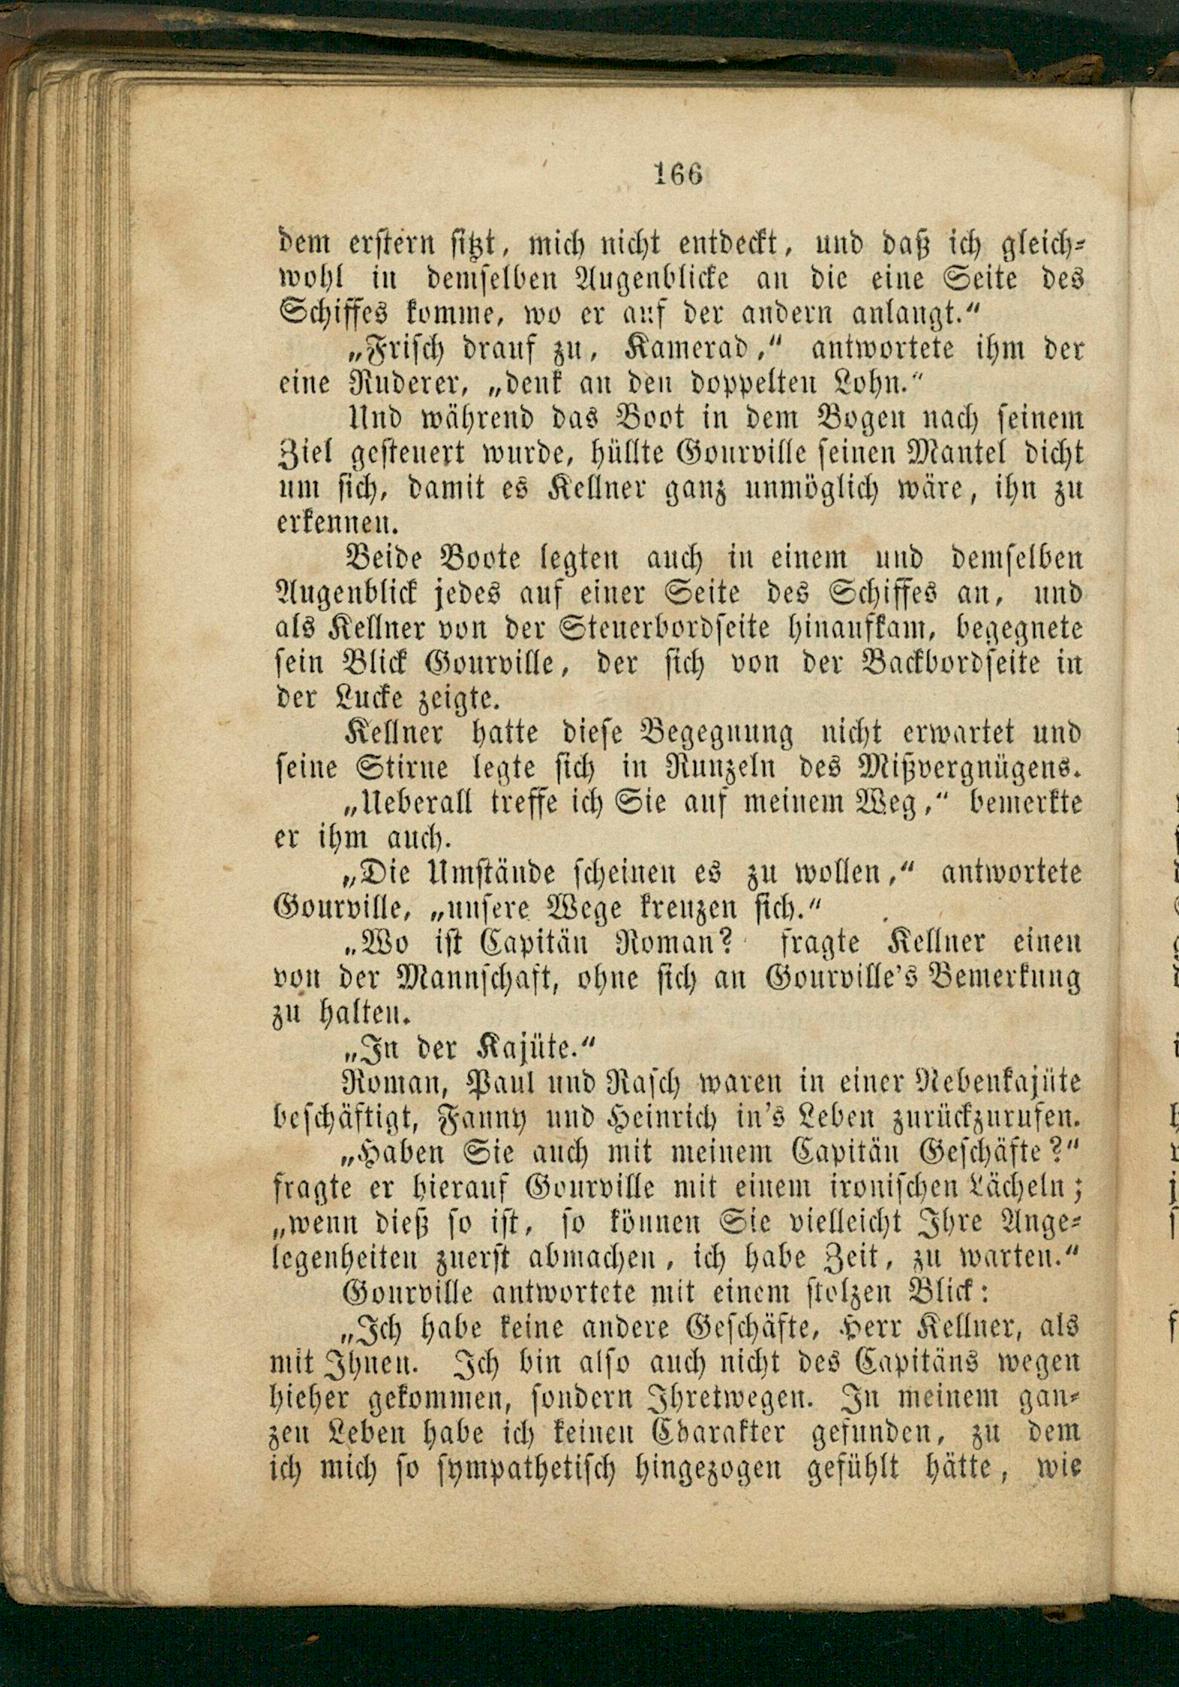 166
dem erstern sitzt, mich nicht entdeckt, und daß ich gleich-
wohl in demselben Augenblicke an die eine Seite des
Schiffes komme, wo er auf der andern anlangt.“
„Frisch drauf zu, Kamerad,“ antwortete ihm der
eine Ruderer, „denk an den doppelten Lohn.“
Und während das Boot in dem Bogen nach seinem
Ziel gesteuert wurde, hüllte Gourville seinen Mantel dicht
um sich, damit es Kellner ganz unmöglich wäre, ihn zu
erkennen.
Beide Boote legten auch in einem und demselben
Augenblick jedes auf einer Seite des Schiffes an, und
als Kellner von der Steuerbordseite hinaufkam, begegnete
sein Blick Gourville, der sich von der Backbordseite in
der Lucke zeigte.
Kellner hatte diese Begegnung nicht erwartet und
seine Stirne legte sich in Runzeln des Mißvergnügens.
„Ueberall treffe ich Sie auf meinem Weg,“ bemerkte
er ihm auch.
„Die Umstände scheinen es zu wollen,“ antwortete
Gourville, „unsere Wege kreuzen sich.“
„Wo ist Capitän Roman? fragte Kellner einen
von der Mannschaft, ohne sich an Gourville's Bemerkung
zu halten.
„In der Kajüte.“
Roman, Paul und Rasch waren in einer Nebenkajüte
beschäftigt, Fanny und Heinrich in's Leben zurückzurufen.
„Haben Sie auch mit meinem Capitän Geschäfte?“
fragte er hierauf Gourville mit einem ironischen Lächeln;
„wenn dieß so ist, so können Sie vielleicht Ihre Ange-
legenheiten zuerst abmachen, ich habe Zeit, zu warten.“
Gourville antwortete mit einem stolzen Blick:
„Ich habe keine andere Geschäfte, Herr Kellner, als
mit Ihnen. Ich bin also auch nicht des Capitäns wegen
hieher gekommen, sondern Ihretwegen. In meinem gan-
zen Leben habe ich keinen Charakter gefunden, zu dem
ich mich so sympathetisch hingezogen gefühlt hätte, wie